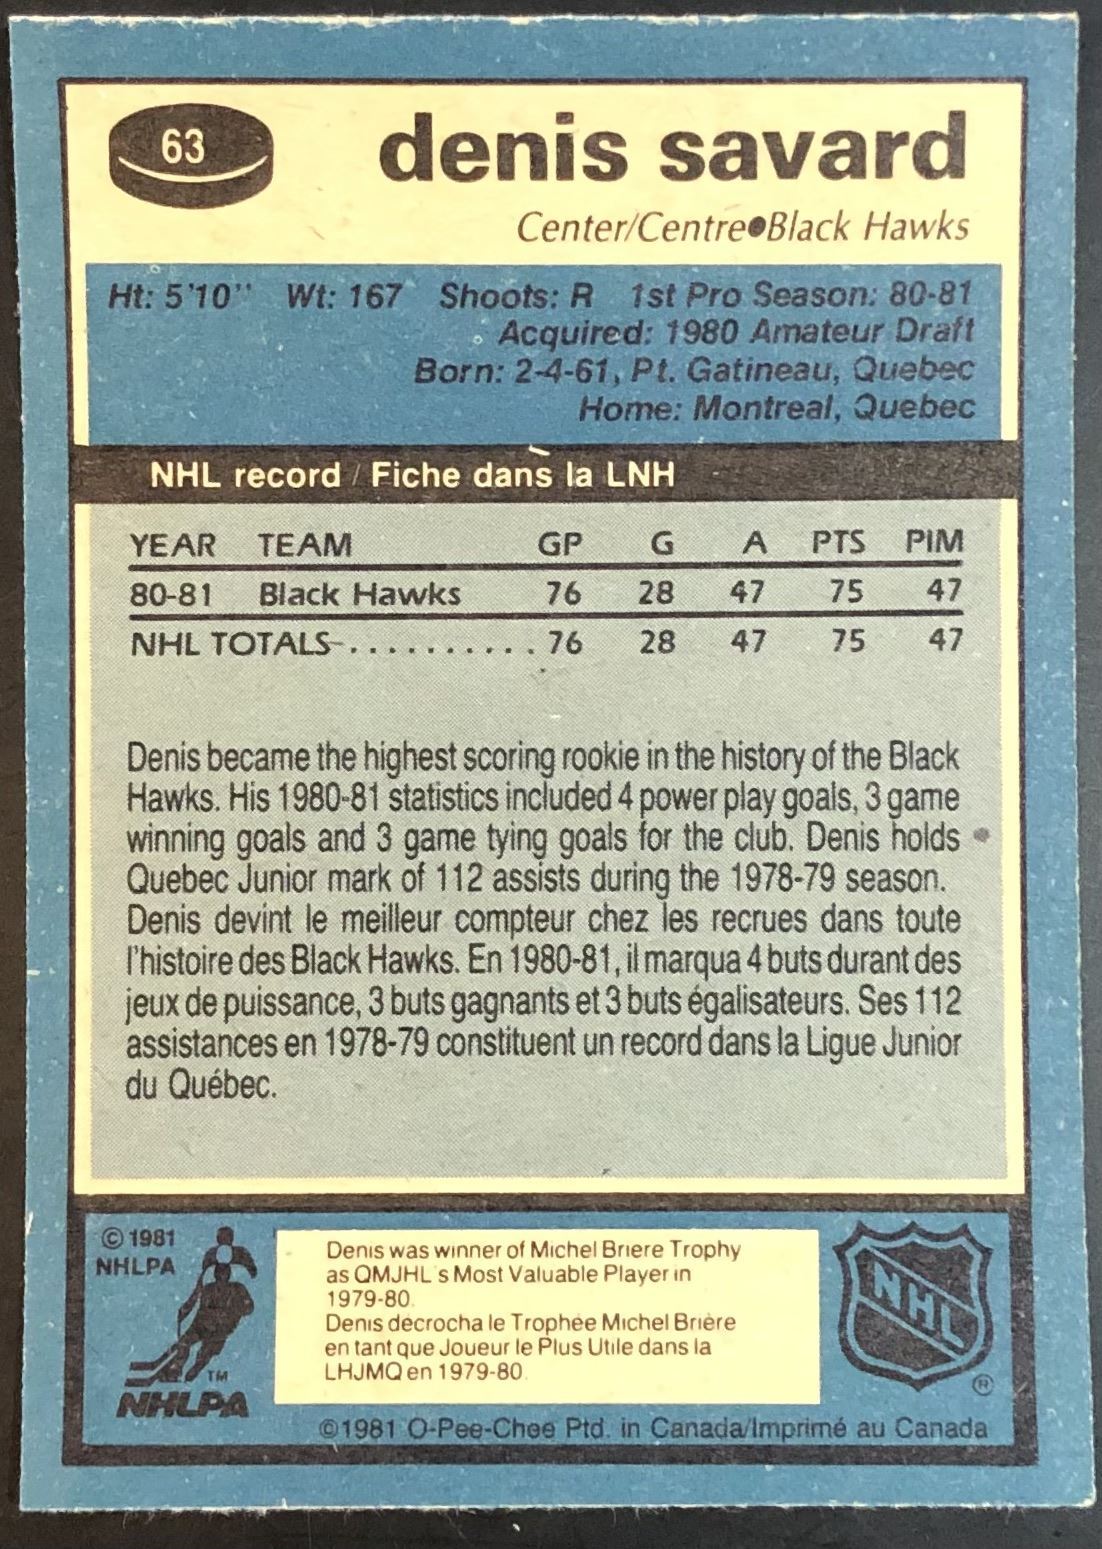 63
denis savard
Center/Centre●Black Hawks
Ht: 5'10" Wt: 167 Shoots: R 1st Pro Season: 80-81
Acquired: 1980 Amateur Draft
Born: 2-4-61, Pt. Gatineau, Quebec
Home: Montreal, Quebec
NHL record / Fiche dans la LNH
YEAR TEAM GP G A PTS PIM
80-81 Black Hawks 76 28 47 75 47
NHL TOTALS-.......... 76 28 47 75 47
Denis became the highest scoring rookie in the history of the Black
Hawks. His 1980-81 statistics included 4 power play goals, 3 game
winning goals and 3 game tying goals for the club. Denis holds
Quebec Junior mark of 112 assists during the 1978-79 season.
Denis devint le meilleur compteur chez les recrues dans toute
l'histoire des Black Hawks. En 1980-81, il marqua 4 buts durant des
jeux de puissance, 3 buts gagnants et 3 buts égalisateurs. Ses 112
assistances en 1978-79 constituent un record dans la Ligue Junior
du Québec.
© 1981
NHLPA
TM
NHLPA
Denis was winner of Michel Briere Trophy
as QMJHL's Most Valuable Player in
1979-80.
Denis décrocha le Trophée Michel Brière
en tant que Joueur le Plus Utile dans la
LHJMQ en 1979-80.
NHL
®
©1981 O-Pee-Chee Ptd. in Canada/Imprimé au Canada